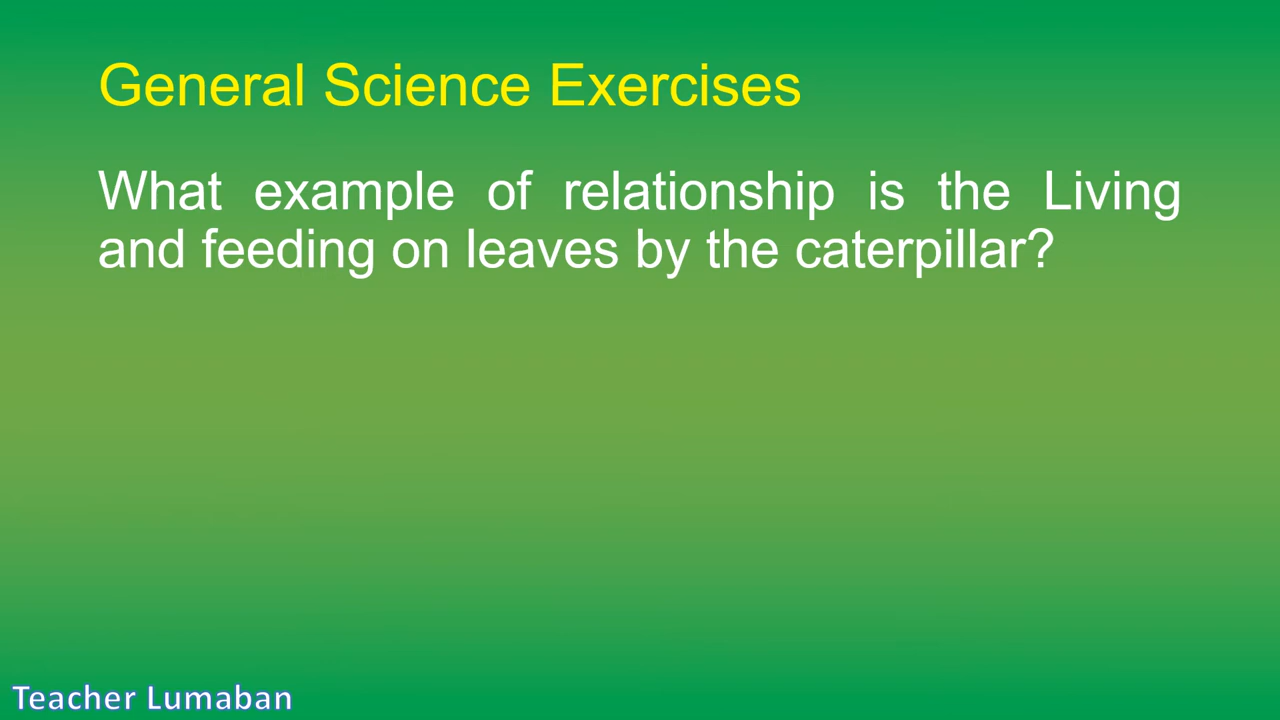 General Science Exercises
What example of relationship is the Living
and feeding on leaves by the caterpillar?
Teacher Lumaban